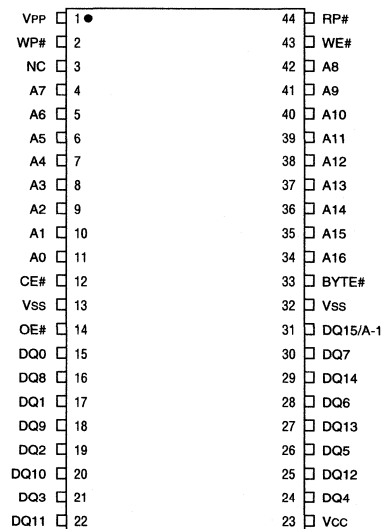 VPP 1 44 RP#
WP# 2 43 WE#
NC 3 42 A8
A7 4 41 A9
A6 5 40 A10
A5 6 39 A11
A4 7 38 A12
A3 8 37 A13
A2 9 36 A14
A1 10 35 A15
A0 11 34 A16
CE# 12 33 BYTE#
Vss 13 32 Vss
OE# 14 31 DQ15/A-1
DQ0 15 30 DQ7
DQ8 16 29 DQ14
DQ1 17 28 DQ6
DQ9 18 27 DQ13
DQ2 19 26 DQ5
DQ10 20 25 DQ12
DQ3 21 24 DQ4
DQ11 22 23 Vcc